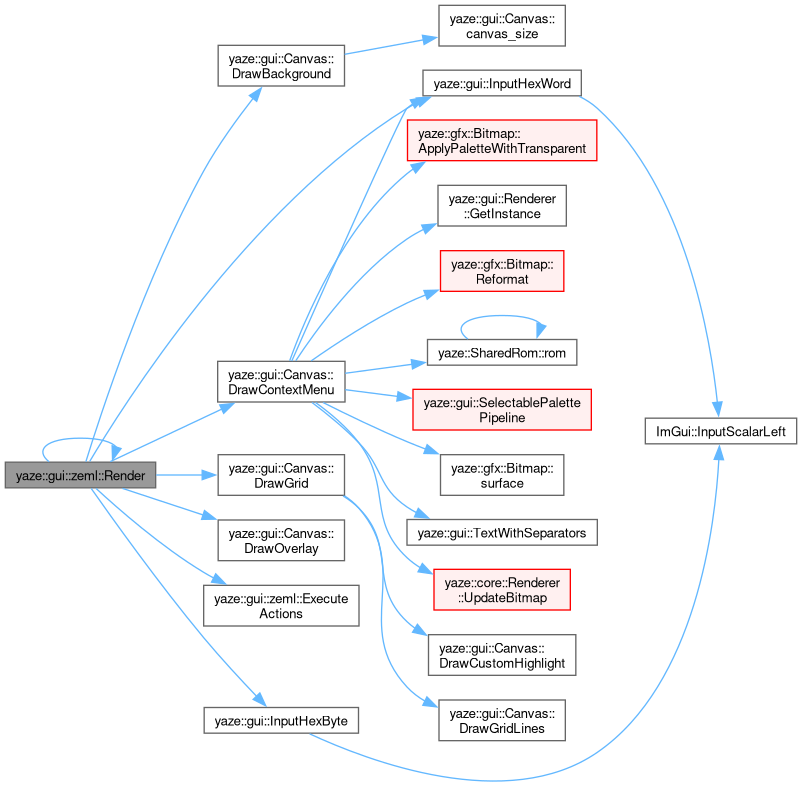 yaze::gui::Canvas::
canvas_size
yaze::gui::Canvas::
DrawBackground
yaze::gui::InputHexWord
yaze::gfx::Bitmap::
ApplyPaletteWithTransparent
yaze::gui::Renderer
::GetInstance
yaze::gfx::Bitmap::
Reformat
yaze::SharedRom::rom
yaze::gui::Canvas::
DrawContextMenu
yaze::gui::SelectablePalette
Pipeline
ImGui::InputScalarLeft
yaze::gui::zeml::Render
yaze::gui::Canvas::
DrawGrid
yaze::gfx::Bitmap::
surface
yaze::gui::Canvas::
DrawOverlay
yaze::gui::TextWithSeparators
yaze::core::Renderer
::UpdateBitmap
yaze::gui::zeml::Execute
Actions
yaze::gui::Canvas::
DrawCustomHighlight
yaze::gui::InputHexByte
yaze::gui::Canvas::
DrawGridLines